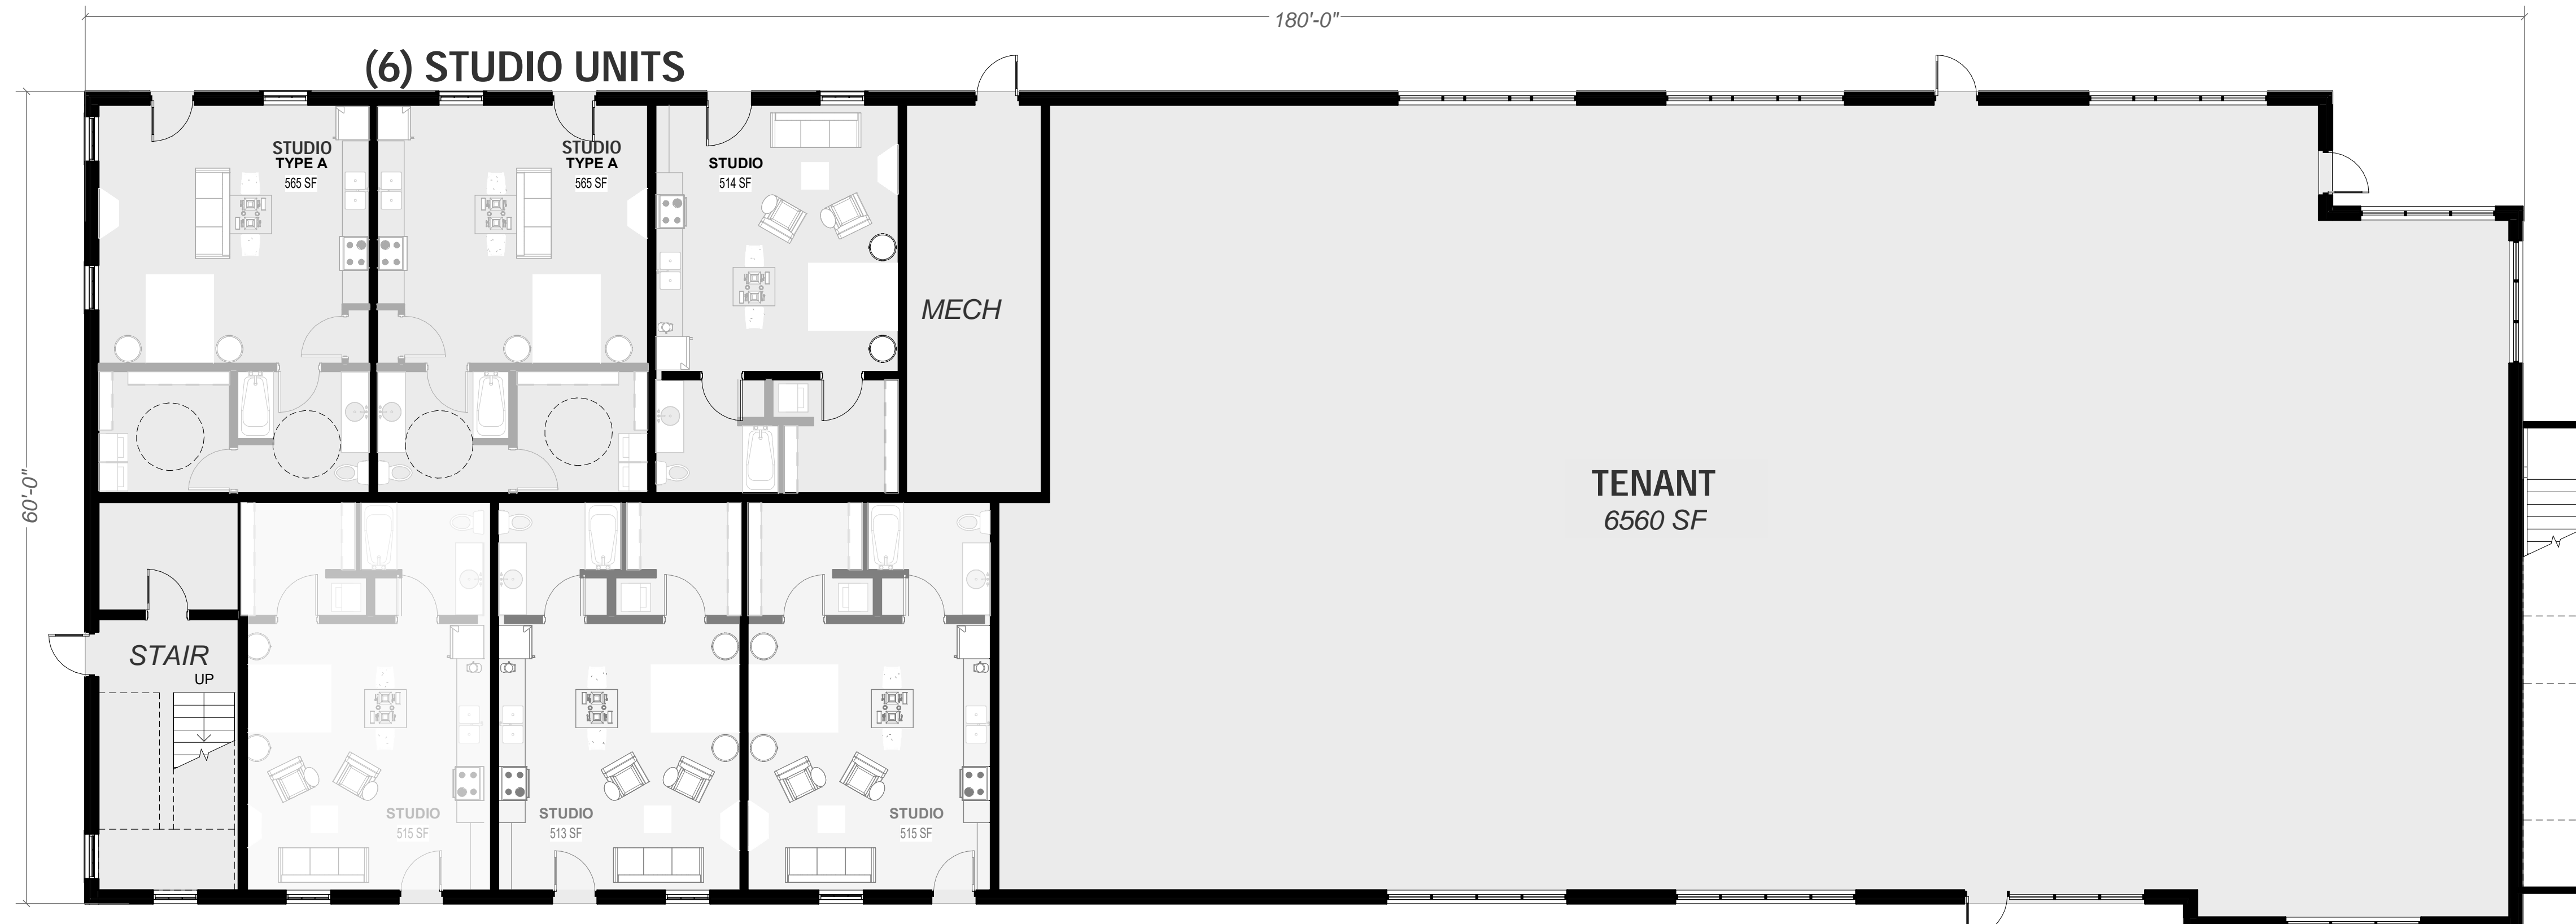 180'-0"
(6) STUDIO UNITS
STUDIO
TYPE A
565 SF
STUDIO
TYPE A
565 SF
STUDIO
514 SF
MECH
TENANT
6560 SF
60'-0"
STAIR
UP
STUDIO
515 SF
STUDIO
513 SF
STUDIO
515 SF